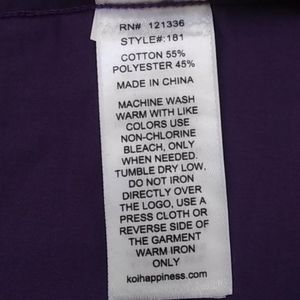 RN# 121336
STYLE#:181
COTTON 55%
POLYESTER 45%
MADE IN CHINA
MACHINE WASH
WARM WITH LIKE
COLORS USE
NON-CHLORINE
BLEACH, ONLY
WHEN NEEDED.
TUMBLE DRY LOW.
DO NOT IRON
DIRECTLY OVER
THE LOGO, USE A
PRESS CLOTH OR
REVERSE SIDE OF
THE GARMENT
WARM IRON
ONLY
koihappiness.com